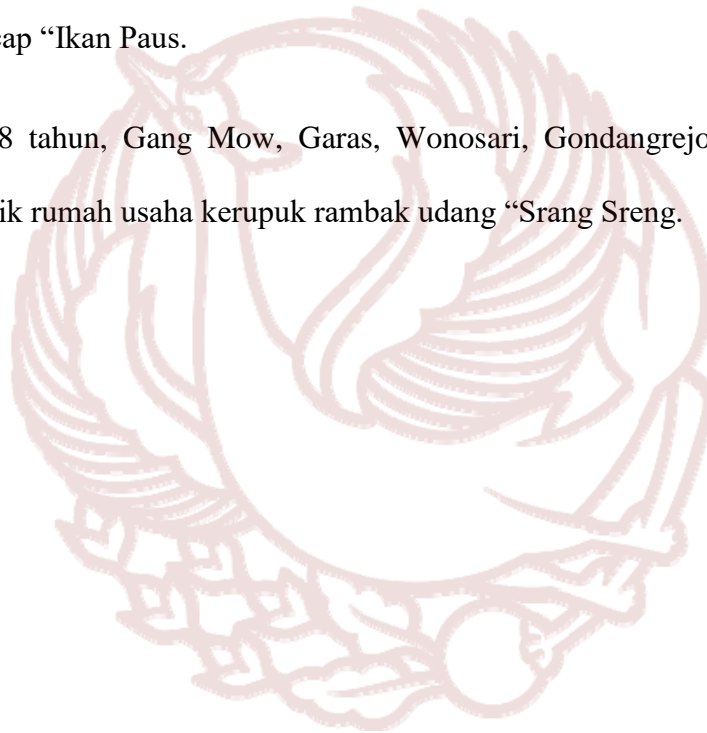 cap “Ikan Paus.
8 tahun, Gang Mow, Garas, Wonosari, Gondangrejo
ik rumah usaha kerupuk rambak udang “Srang Sreng.